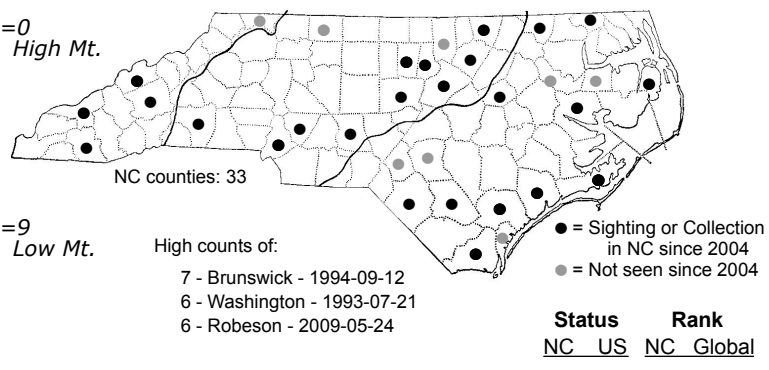 =0
High Mt.
NC counties: 33
=9
Low Mt.
High counts of:
7 - Brunswick - 1994-09-12
6 - Washington - 1993-07-21
6 - Robeson - 2009-05-24
= Sighting or Collection
in NC since 2004
= Not seen since 2004
Status Rank
NC US NC Global